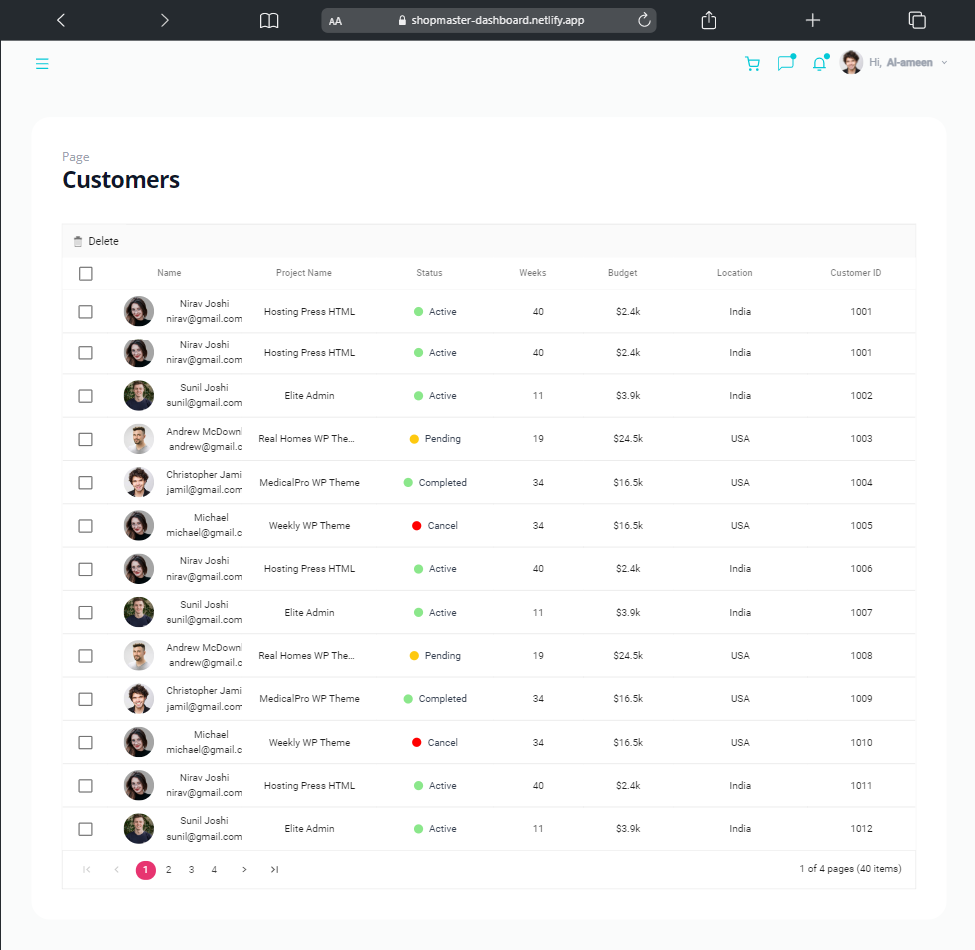 AA shopmaster-dashboard.netlify.app
Hi, Al-ameen
Page
Customers
Delete
Name Project Name Status Weeks Budget Location Customer ID
Nirav Joshi
nirav@gmail.com Hosting Press HTML Active 40 $2.4k India 1001
Nirav Joshi
nirav@gmail.com Hosting Press HTML Active 40 $2.4k India 1001
Sunil Joshi
sunil@gmail.com Elite Admin Active 11 $3.9k India 1002
Andrew McDownl
andrew@gmail.c Real Homes WP The... Pending 19 $24.5k USA 1003
Christopher Jami
jamil@gmail.com MedicalPro WP Theme Completed 34 $16.5k USA 1004
Michael
michael@gmail.c Weekly WP Theme Cancel 34 $16.5k USA 1005
Nirav Joshi
nirav@gmail.com Hosting Press HTML Active 40 $2.4k India 1006
Sunil Joshi
sunil@gmail.com Elite Admin Active 11 $3.9k India 1007
Andrew McDownl
andrew@gmail.c Real Homes WP The... Pending 19 $24.5k USA 1008
Christopher Jami
jamil@gmail.com MedicalPro WP Theme Completed 34 $16.5k USA 1009
Michael
michael@gmail.c Weekly WP Theme Cancel 34 $16.5k USA 1010
Nirav Joshi
nirav@gmail.com Hosting Press HTML Active 40 $2.4k India 1011
Sunil Joshi
sunil@gmail.com Elite Admin Active 11 $3.9k India 1012
1 2 3 4 1 of 4 pages (40 items)